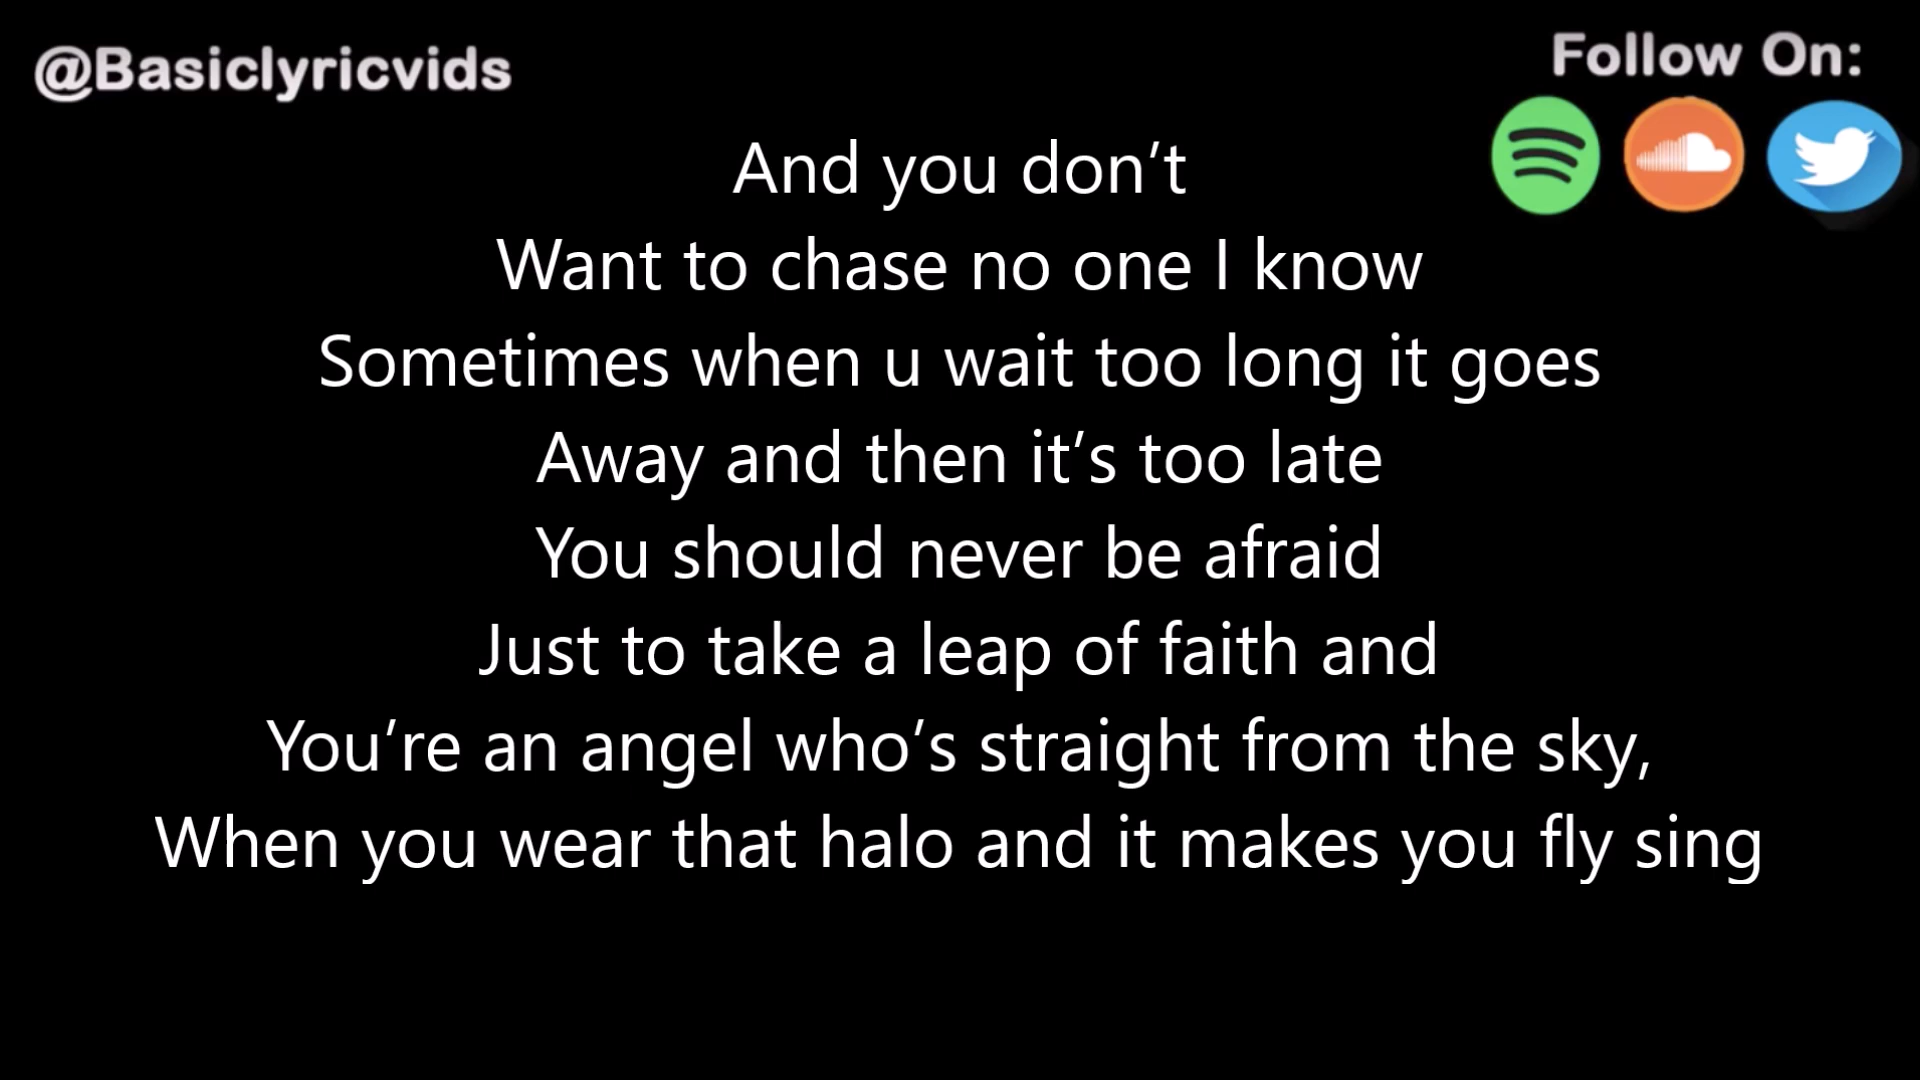 @Basiclyricvids
Follow On:
And you don’t
Want to chase no one I know
Sometimes when u wait too long it goes
Away and then it’s too late
You should never be afraid
Just to take a leap of faith and
You’re an angel who’s straight from the sky,
When you wear that halo and it makes you fly sing